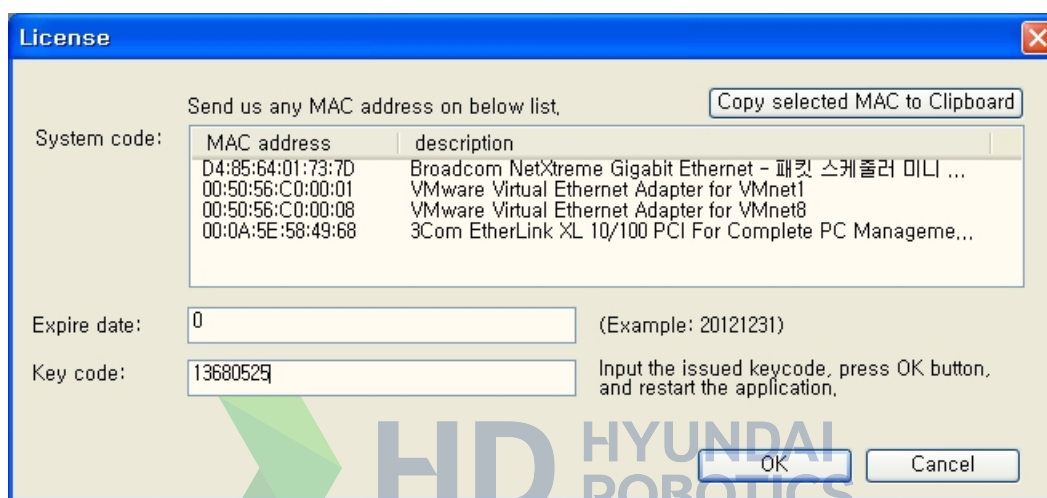 License
Send us any MAC address on below list,
Copy selected MAC to Clipboard
System code:
MAC address description
D4:85:64:01:73:7D Broadcom NetXtreme Gigabit Ethernet - 패킷 스케줄러 미니 ...
00:50:56:C0:00:01 VMware Virtual Ethernet Adapter for VMnet1
00:50:56:C0:00:08 VMware Virtual Ethernet Adapter for VMnet8
00:0A:5E:58:49:68 3Com EtherLink XL 10/100 PCI For Complete PC Manageme...
Expire date: 0 (Example: 20121231)
Key code: 13680525 Input the issued keycode, press OK button,
and restart the application,
HD HYUNDAI
ROBOTICS
OK Cancel